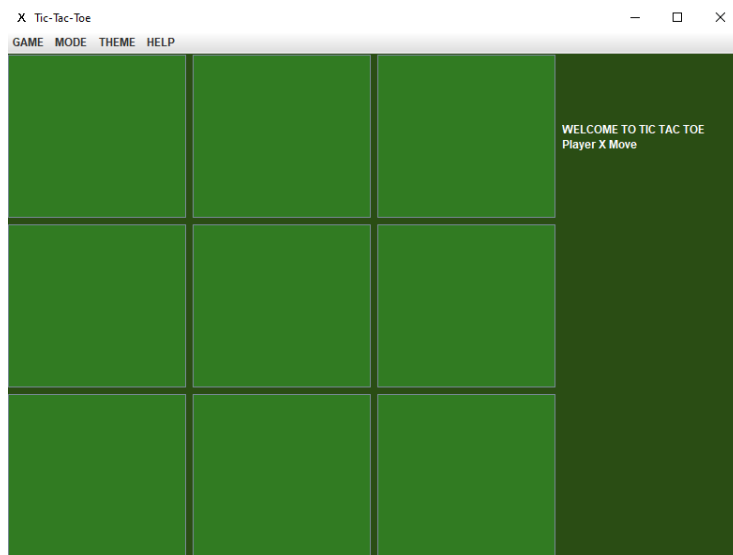 X Tic-Tac-Toe
GAME MODE THEME HELP
WELCOME TO TIC TAC TOE
Player X Move